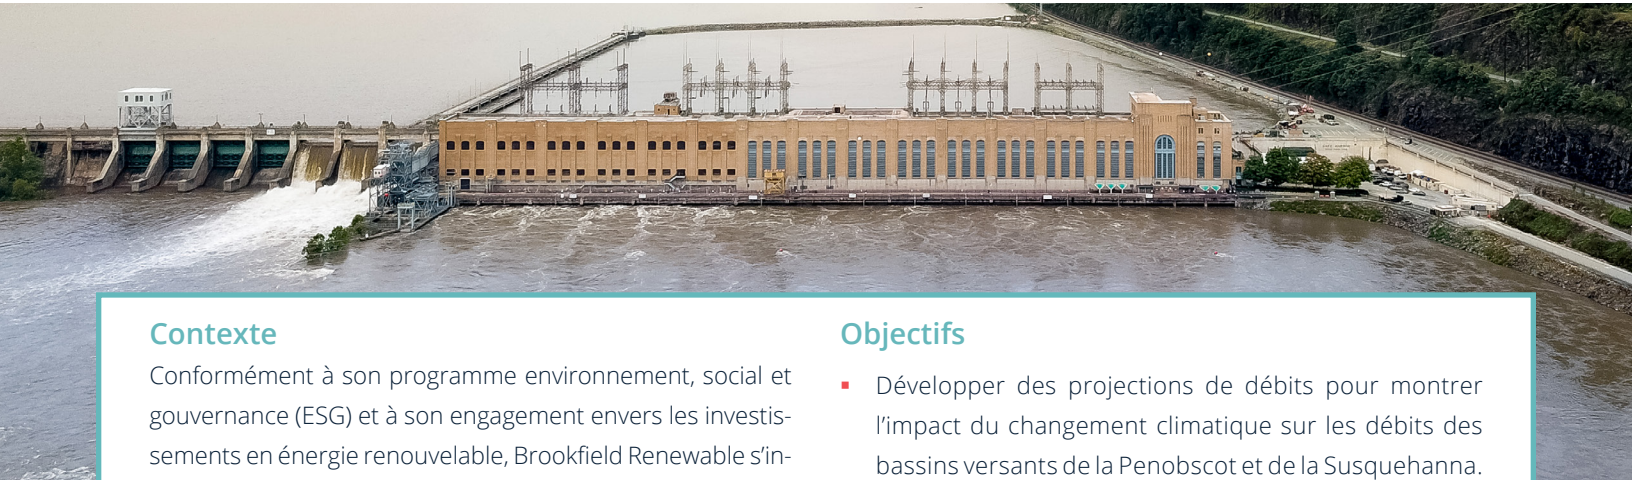 Contexte
Conformément à son programme environnement, social et
gouvernance (ESG) et à son engagement envers les investis-
sements en énergie renouvelable, Brookfield Renewable s’in-
Objectifs
Développer des projections de débits pour montrer
l’impact du changement climatique sur les débits des
bassins versants de la Penobscot et de la Susquehanna.